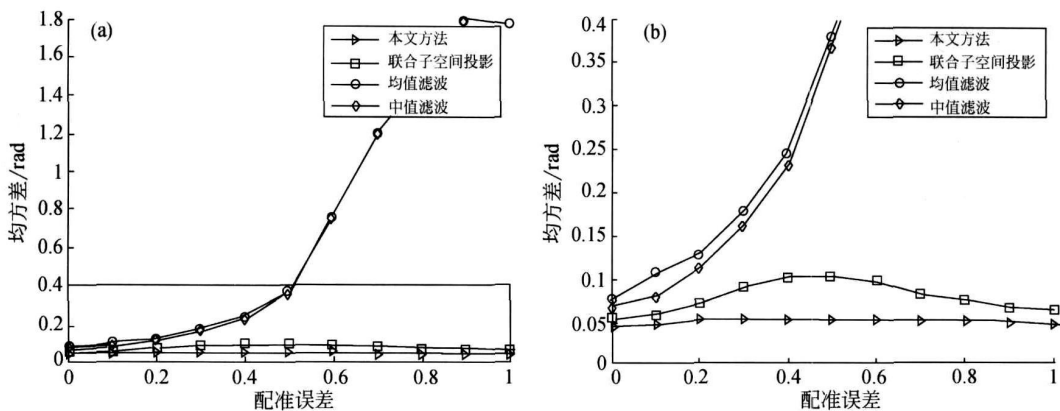 (a)
本文方法
联合子空间投影
均值滤波
中值滤波
均方差/rad
1.8
1.6
1.4
1.2
1
0.8
0.6
0.4
0.2
0
0 0.2 0.4 0.6 0.8 1
配准误差
(b)
本文方法
联合子空间投影
均值滤波
中值滤波
均方差/rad
0.4
0.35
0.3
0.25
0.2
0.15
0.1
0.05
0
0 0.2 0.4 0.6 0.8 1
配准误差